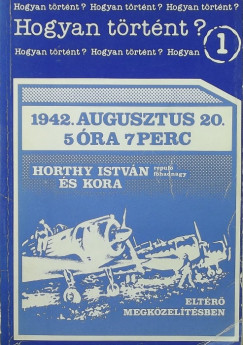 Hogyan történt? Hogyan történt? Hogyan történt?
Hogyan történt?
1
Hogyan történt? Hogyan történt? Hogyan
1942. AUGUSZTUS 20.
5 ÓRA 7 PERC
HORTHY ISTVÁN repülő főhadnagy
ÉS KORA
ELTÉRŐ
MEGKÖZELÍTÉSBEN